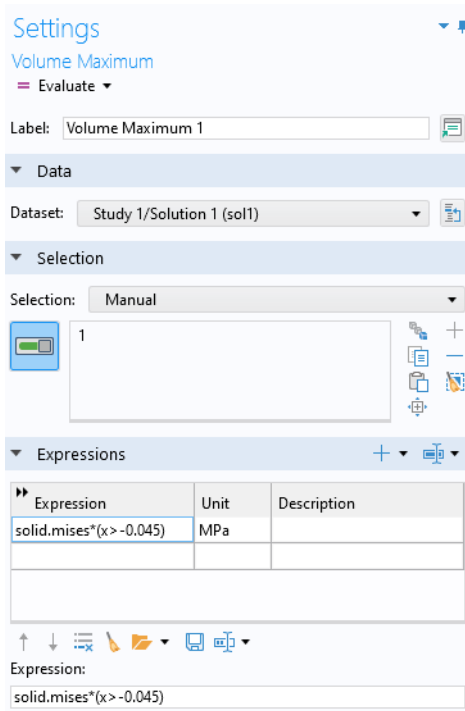 Settings
Volume Maximum
= Evaluate
Label: Volume Maximum 1
Data
Dataset: Study 1/Solution 1 (sol1)
Selection
Selection: Manual
1
Expressions
Expression Unit Description
solid.mises*(x>-0.045) MPa
Expression:
solid.mises*(x>-0.045)